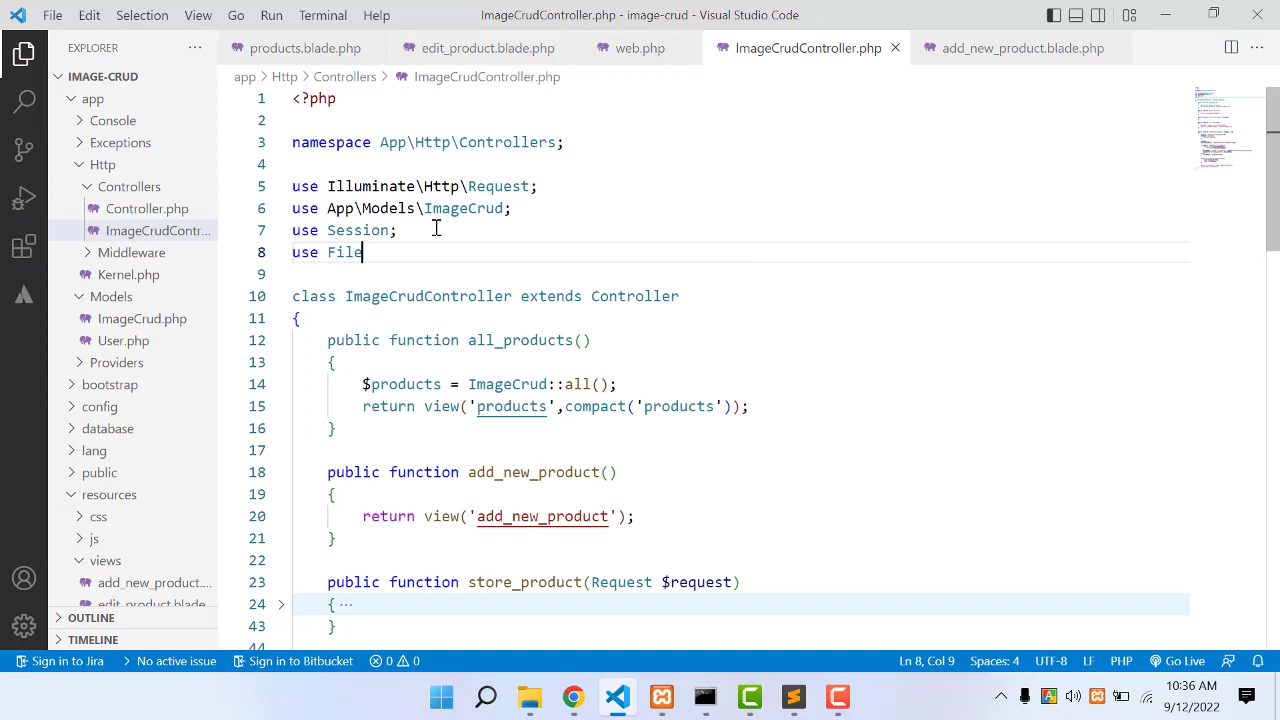 File Edit Selection View Go Run Terminal Help
ImageCrudController.php - image-crud - Visual Studio Code
EXPLORER ···
products.blade.php edit_product.blade.php web.php ImageCrudController.php add_new_product.blade.php ···
IMAGE-CRUD
app > Http > Controllers > ImageCrudController.php
app
Console
Exceptions
Http
Controllers
Controller.php
ImageCrudContr...
Middleware
Kernel.php
Models
ImageCrud.php
User.php
Providers
bootstrap
config
database
lang
public
resources
css
js
views
add_new_product....
edit_product.blade...
OUTLINE
TIMELINE
1 <?php
2
3 namespace App\Http\Controllers;
4
5 use Illuminate\Http\Request;
6 use App\Models\ImageCrud;
7 use Session;
8 use File
9
10 class ImageCrudController extends Controller
11 {
12 public function all_products()
13 {
14 $products = ImageCrud::all();
15 return view('products',compact('products'));
16 }
17
18 public function add_new_product()
19 {
20 return view('add_new_product');
21 }
22
23 public function store_product(Request $request)
24 { ···
43 }
44
Sign in to Jira No active issue Sign in to Bitbucket 0 0 Ln 8, Col 9 Spaces: 4 UTF-8 LF PHP Go Live
10:36 AM
9/12/2022